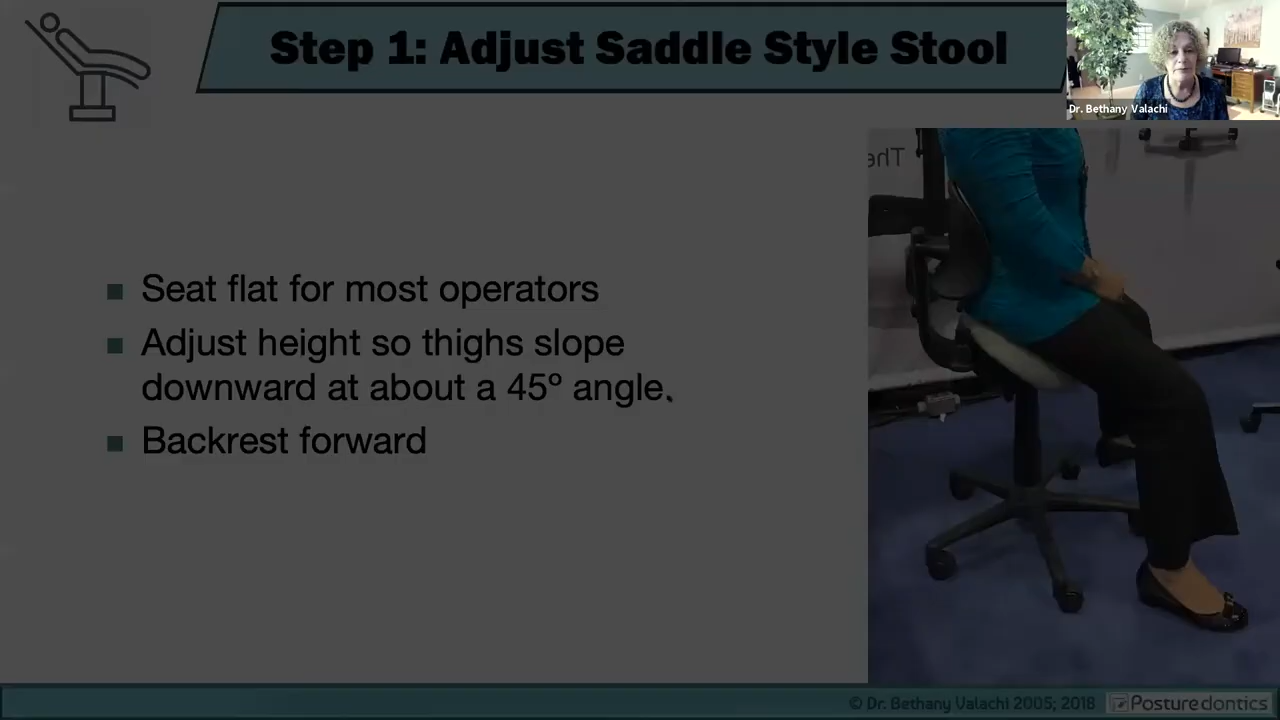 Step 1: Adjust Saddle Style Stool
Dr. Bethany Valachi
Seat flat for most operators
Adjust height so thighs slope
downward at about a 45º angle.
Backrest forward
© Dr. Bethany Valachi 2005; 2018
Posturedontics